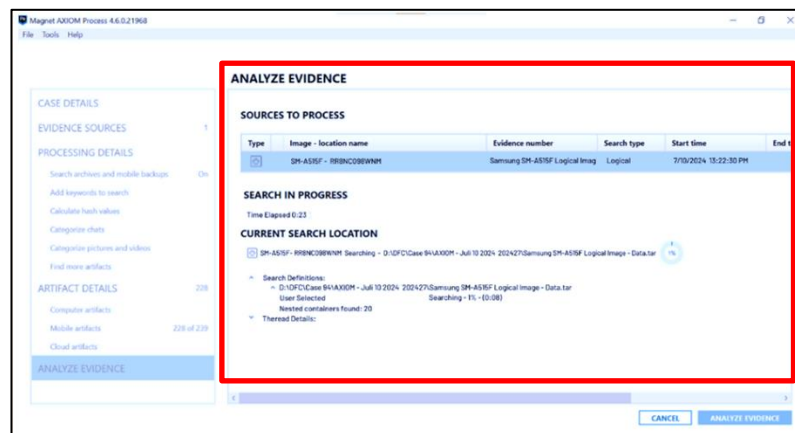 Magnet AXIOM Process 4.6.0.21968
File Tools Help
CASE DETAILS
EVIDENCE SOURCES 1
PROCESSING DETAILS
Search archives and mobile backups On
Add keywords to search
Calculate hash values
Categorize chats
Categorize pictures and videos
Find more artifacts
ARTIFACT DETAILS 228
Computer artifacts
Mobile artifacts 228 of 239
Cloud artifacts
ANALYZE EVIDENCE
ANALYZE EVIDENCE
SOURCES TO PROCESS
Type Image - location name Evidence number Search type Start time End t
SM-A515F - RR8NC098WNM Samsung SM-A515F Logical Imag Logical 7/10/2024 13:22:30 PM
SEARCH IN PROGRESS
Time Elapsed 0:23
CURRENT SEARCH LOCATION
SM-A515F- RR8NC098WNM Searching - D:\DFC\Case 94\AXIOM - Juli 10 2024 202427\Samsung SM-A515F Logical Image - Data.tar 1%
Search Definitions:
D:\DFC\Case 94\AXIOM - Juli 10 2024 202427\Samsung SM-A515F Logical Image - Data.tar
User Selected Searching - 1% - (0:08)
Nested containers found: 20
Theread Details:
CANCEL ANALYZE EVIDENCE